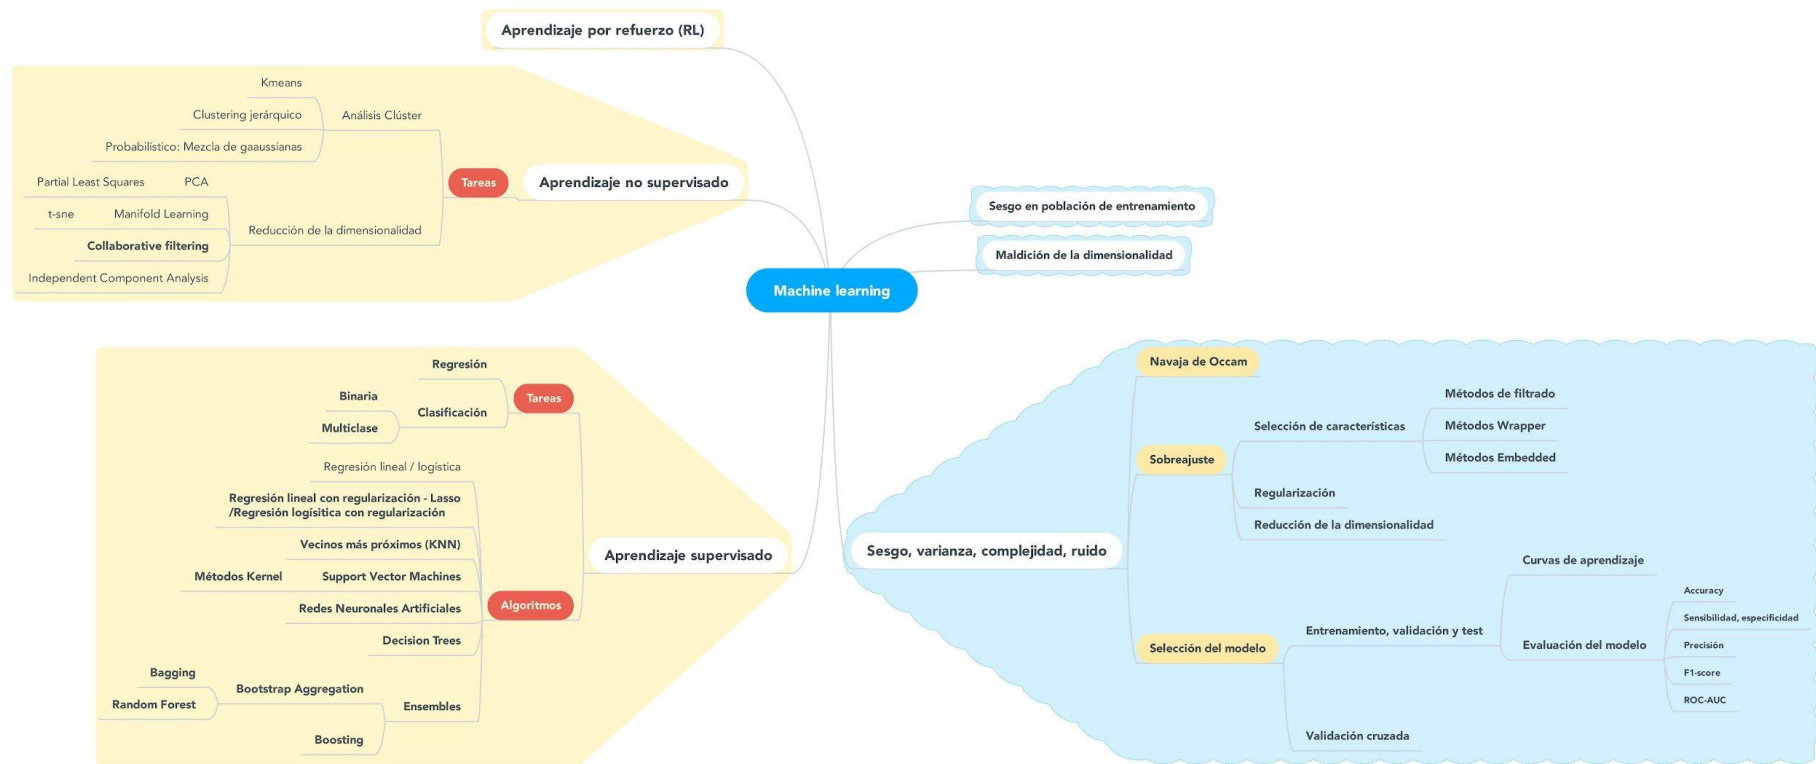 Aprendizaje por refuerzo (RL)
Kmeans
Clustering jerárquico
Análisis Clúster
Probabilístico: Mezcla de gaaussianas
Tareas
Aprendizaje no supervisado
Partial Least Squares
PCA
t-sne
Manifold Learning
Reducción de la dimensionalidad
Collaborative filtering
Independent Component Analysis
Sesgo en población de entrenamiento
Maldición de la dimensionalidad
Machine learning
Regresión
Tareas
Binaria
Clasificación
Multiclase
Regresión lineal / logística
Regresión lineal con regularización - Lasso
/Regresión logísitica con regularización
Vecinos más próximos (KNN)
Aprendizaje supervisado
Métodos Kernel
Support Vector Machines
Redes Neuronales Artificiales
Algoritmos
Decision Trees
Bagging
Bootstrap Aggregation
Random Forest
Ensembles
Boosting
Navaja de Occam
Métodos de filtrado
Selección de características
Métodos Wrapper
Sobreajuste
Métodos Embedded
Regularización
Reducción de la dimensionalidad
Sesgo, varianza, complejidad, ruido
Curvas de aprendizaje
Accuracy
Sensibilidad, especificidad
Entrenamiento, validación y test
Selección del modelo
Evaluación del modelo
Precisión
F1-score
ROC-AUC
Validación cruzada